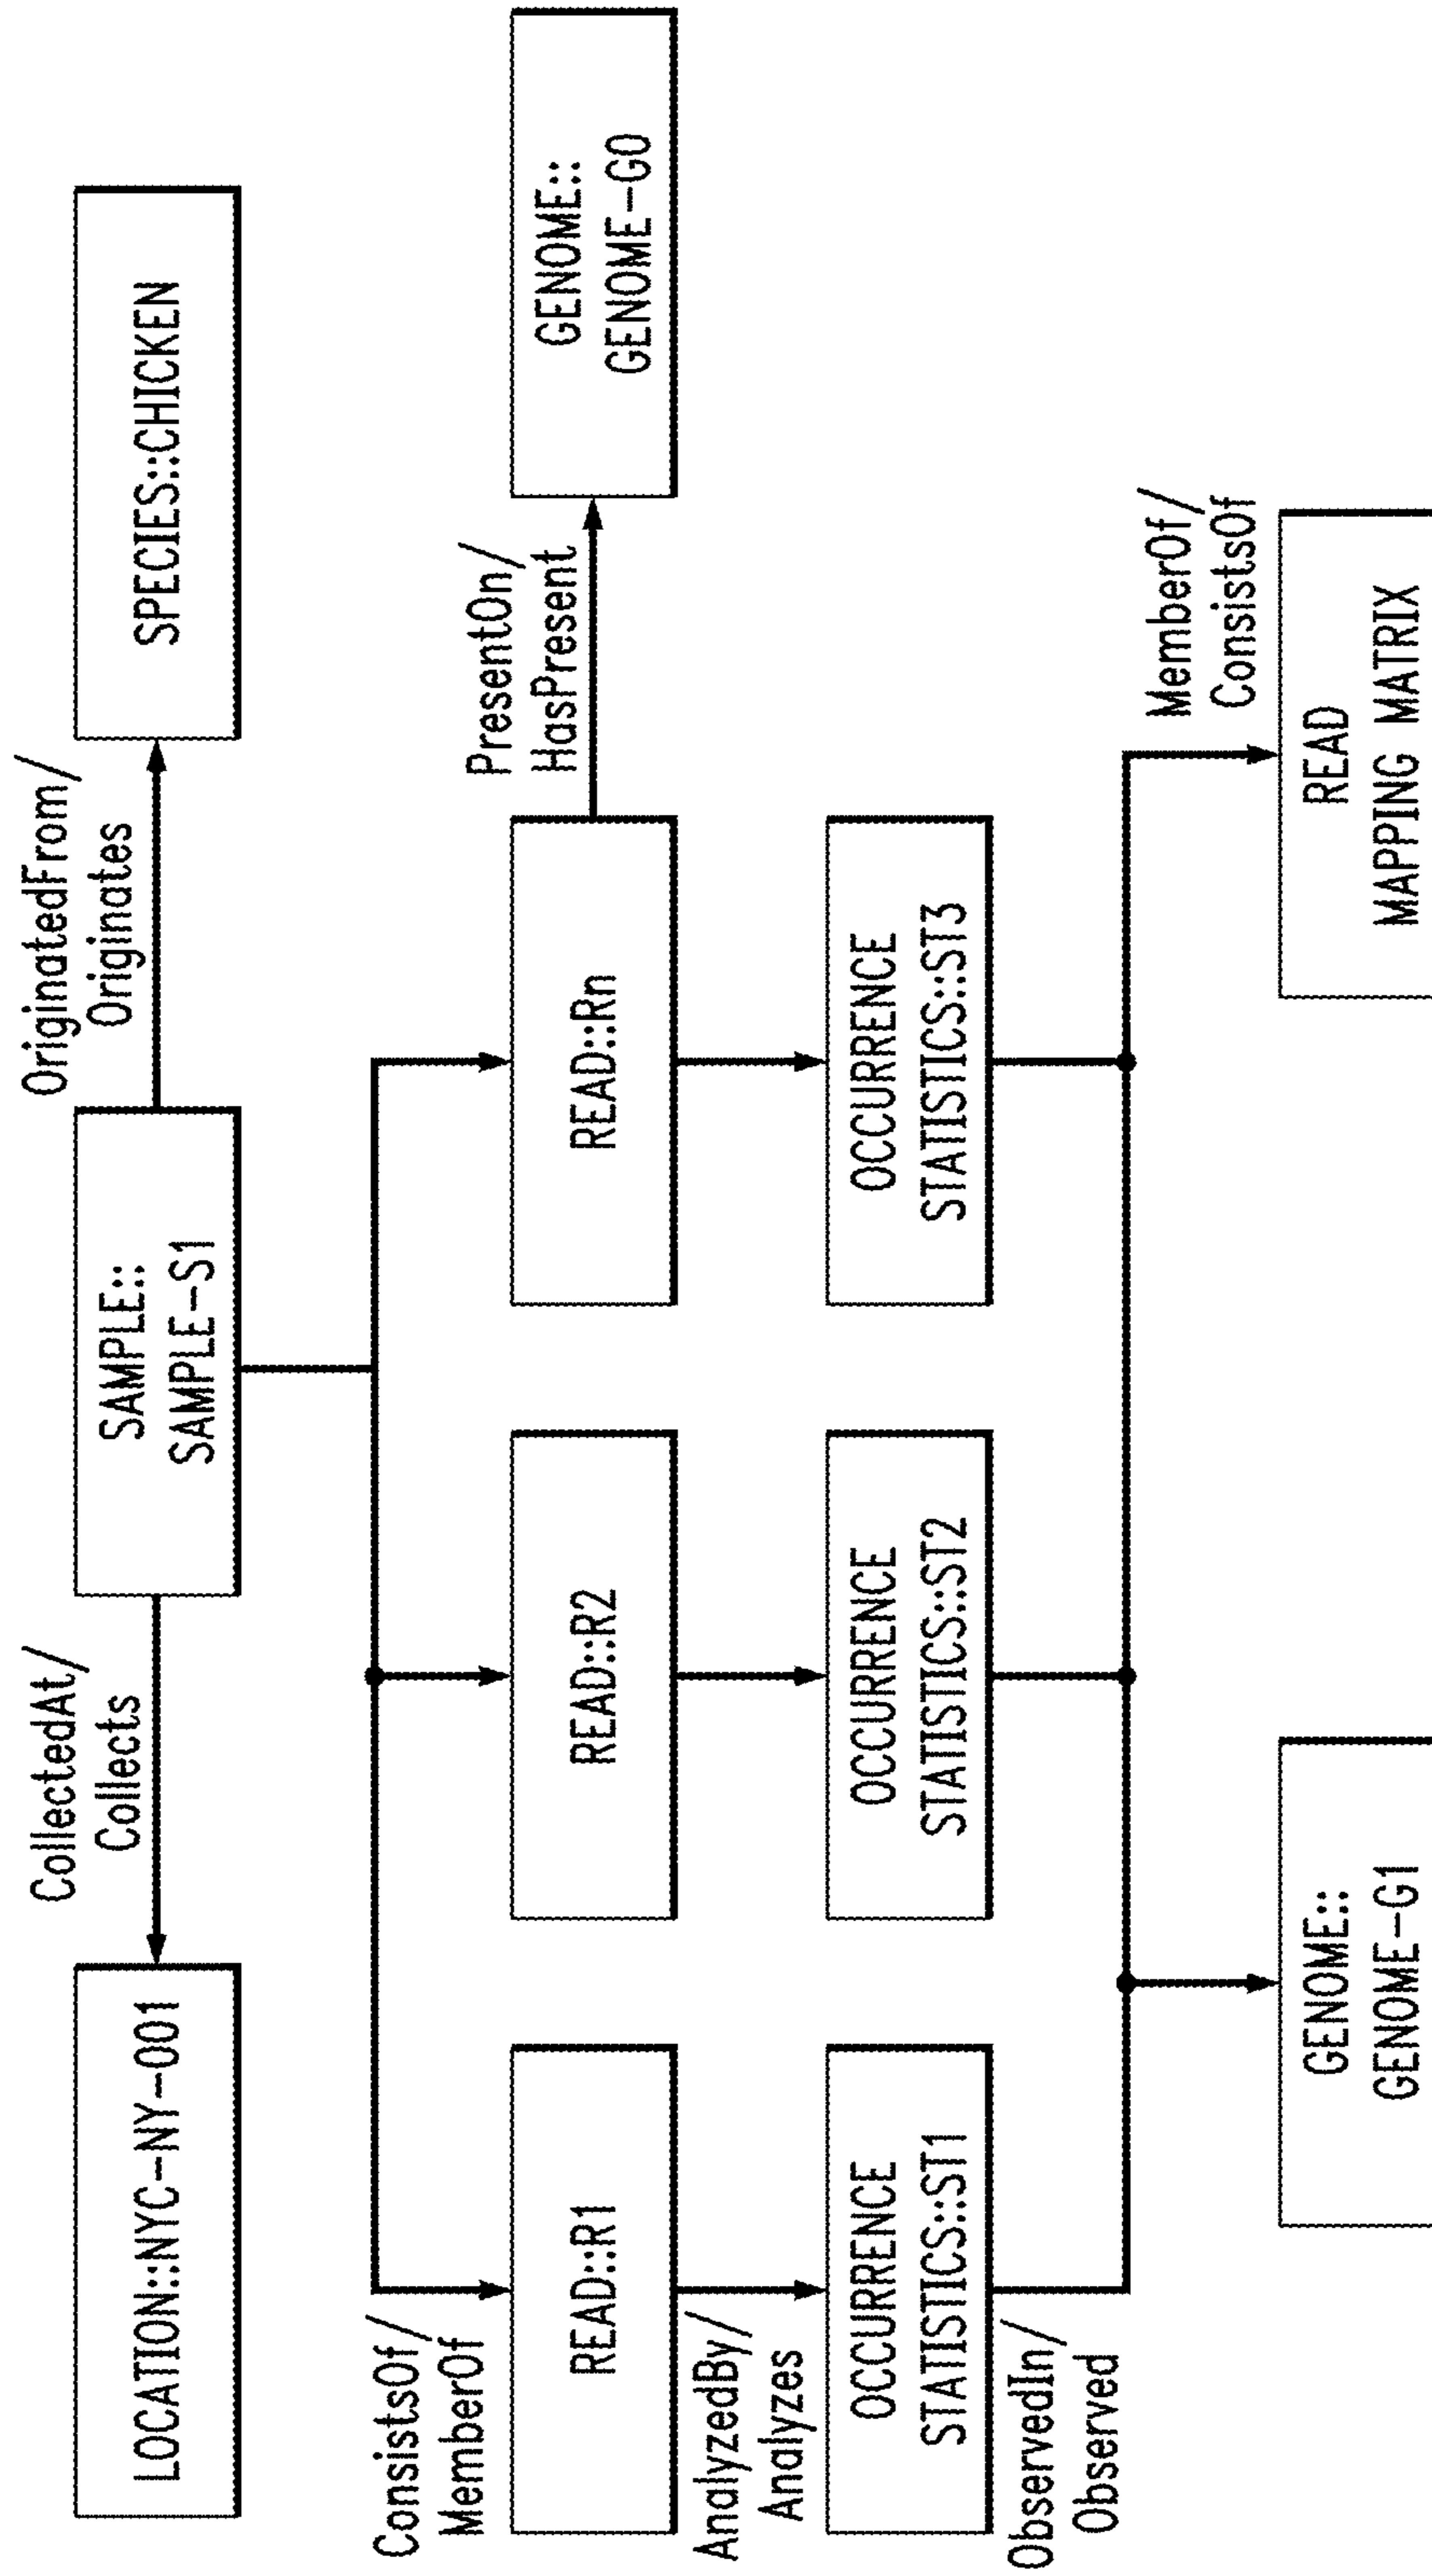 CollectedAt/
Collects
OriginatedFrom/
Originates
LOCATION::NYC-NY-001
SAMPLE::
SAMPLE-S1
SPECIES::CHICKEN
ConsistsOf/
MemberOf
PresentOn/
HasPresent
READ::R1
READ::R2
READ::Rn
GENOME::
GENOME-G0
AnalyzedBy/
Analyzes
OCCURRENCE
STATISTICS::ST1
OCCURRENCE
STATISTICS::ST2
OCCURRENCE
STATISTICS::ST3
ObservedIn/
Observed
MemberOf/
ConsistsOf
GENOME::
GENOME-G1
READ
MAPPING MATRIX